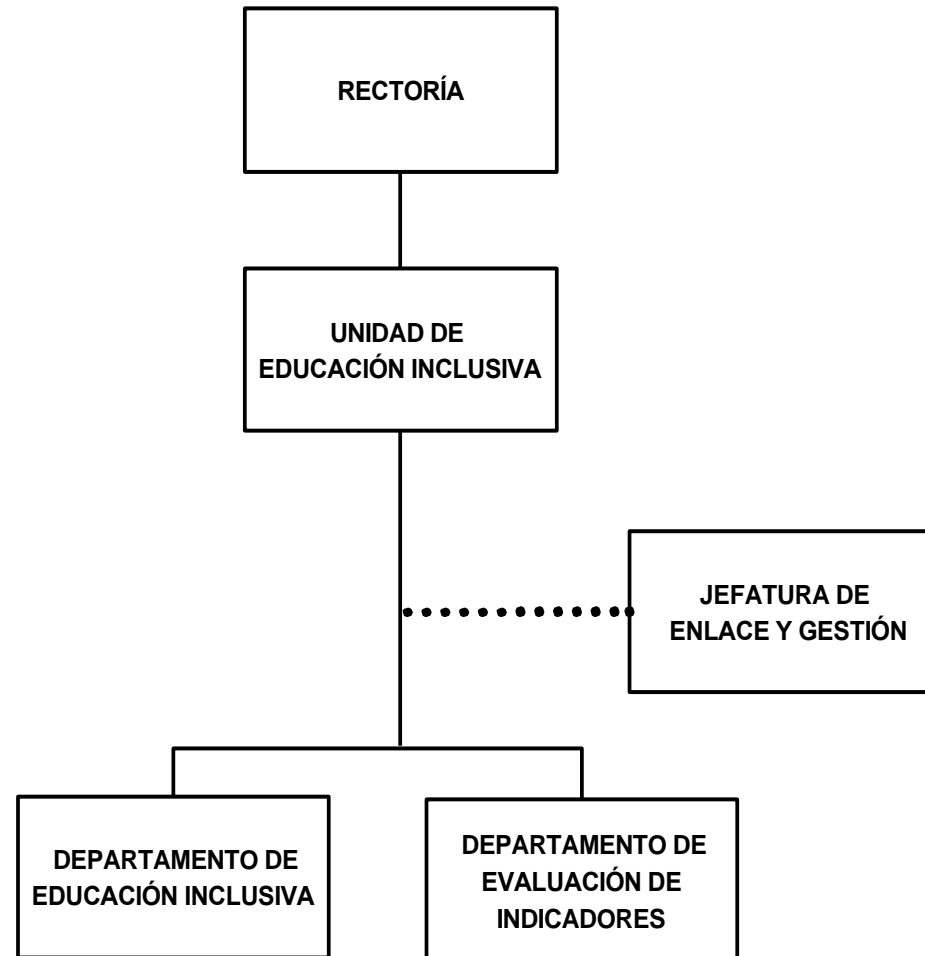 RECTORÍA
UNIDAD DE
EDUCACIÓN INCLUSIVA
JEFATURA DE
ENLACE Y GESTIÓN
DEPARTAMENTO DE
EDUCACIÓN INCLUSIVA
DEPARTAMENTO DE
EVALUACIÓN DE
INDICADORES